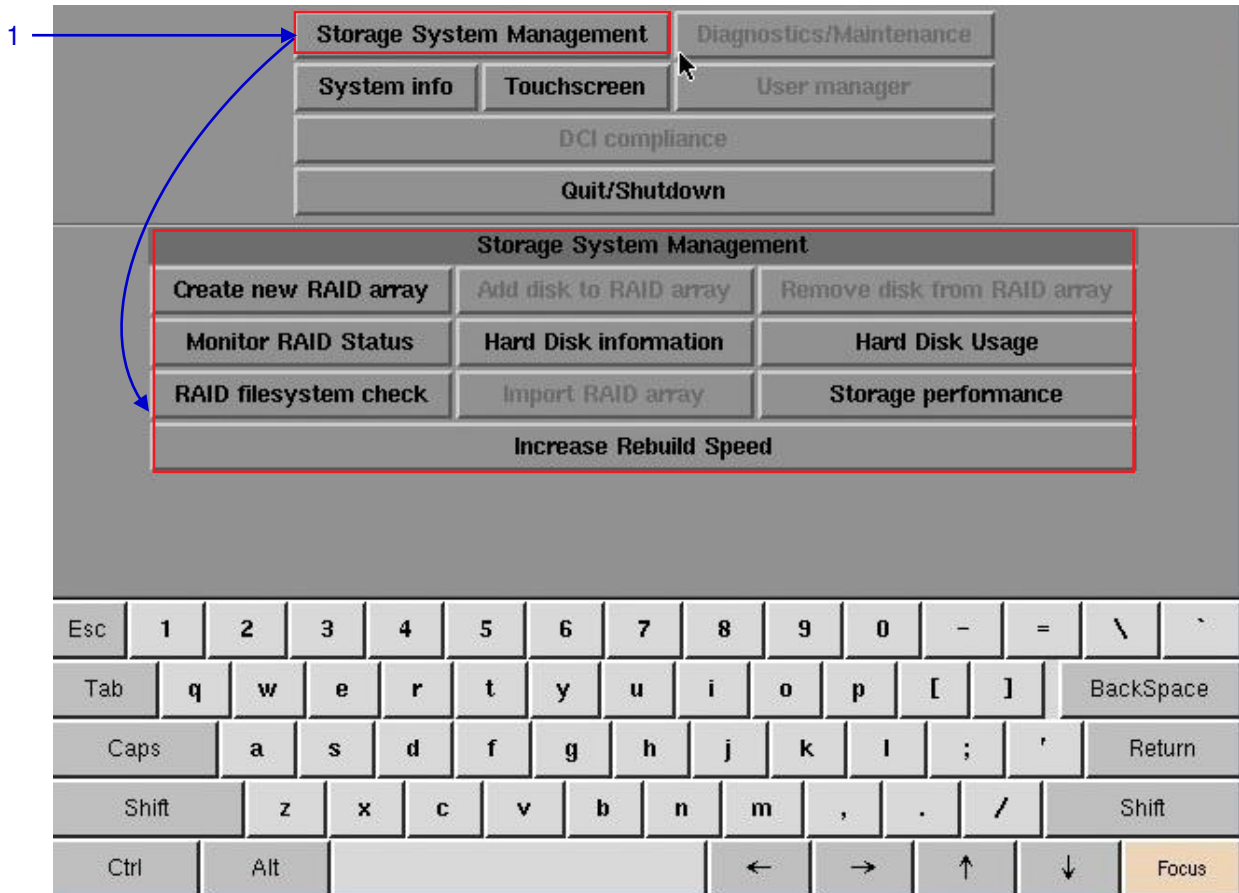 1
Storage System Management Diagnostics/Maintenance
System info Touchscreen User manager
DCI compliance
Quit/Shutdown
Storage System Management
Create new RAID array Add disk to RAID array Remove disk from RAID array
Monitor RAID Status Hard Disk information Hard Disk Usage
RAID filesystem check Import RAID array Storage performance
Increase Rebuild Speed
Esc 1 2 3 4 5 6 7 8 9 0 - = \ `
Tab q w e r t y u i o p [ ] BackSpace
Caps a s d f g h j k l ; ' Return
Shift z x c v b n m , . / Shift
Ctrl Alt ← → ↑ ↓ Focus